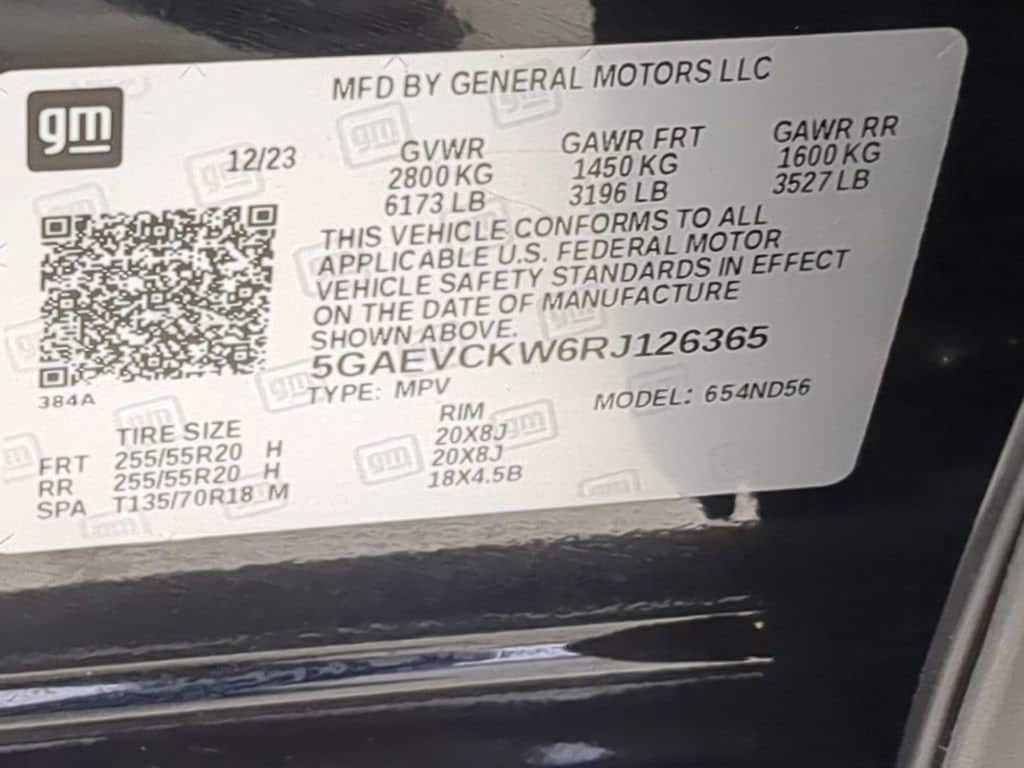 gm
MFD BY GENERAL MOTORS LLC
12/23
GVWR GAWR FRT GAWR RR
2800 KG 1450 KG 1600 KG
6173 LB 3196 LB 3527 LB
THIS VEHICLE CONFORMS TO ALL
APPLICABLE U.S. FEDERAL MOTOR
VEHICLE SAFETY STANDARDS IN EFFECT
ON THE DATE OF MANUFACTURE
SHOWN ABOVE.
5GAEVCKW6RJ126365
384A
TYPE: MPV MODEL: 654ND56
TIRE SIZE RIM
FRT 255/55R20 H 20X8J
RR 255/55R20 H 20X8J
SPA T135/70R18 M 18X4.5B